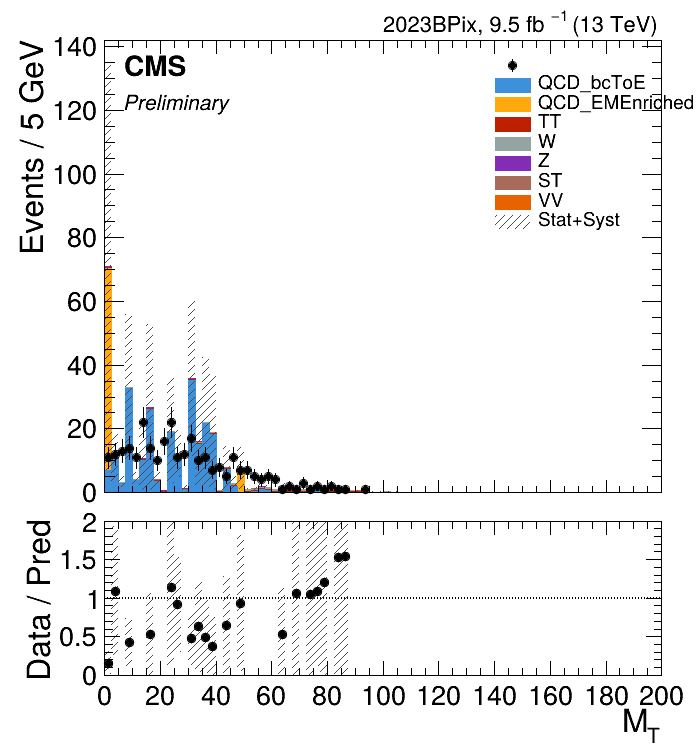 2023BPix, 9.5 fb⁻¹ (13 TeV)
CMS
Preliminary
QCD_bcToE
QCD_EMEnriched
TT
W
Z
ST
VV
Stat+Syst
Events / 5 GeV
140
120
100
80
60
40
20
0
Data / Pred
2
1.5
1
0.5
0
0 20 40 60 80 100 120 140 160 180 200
M_T